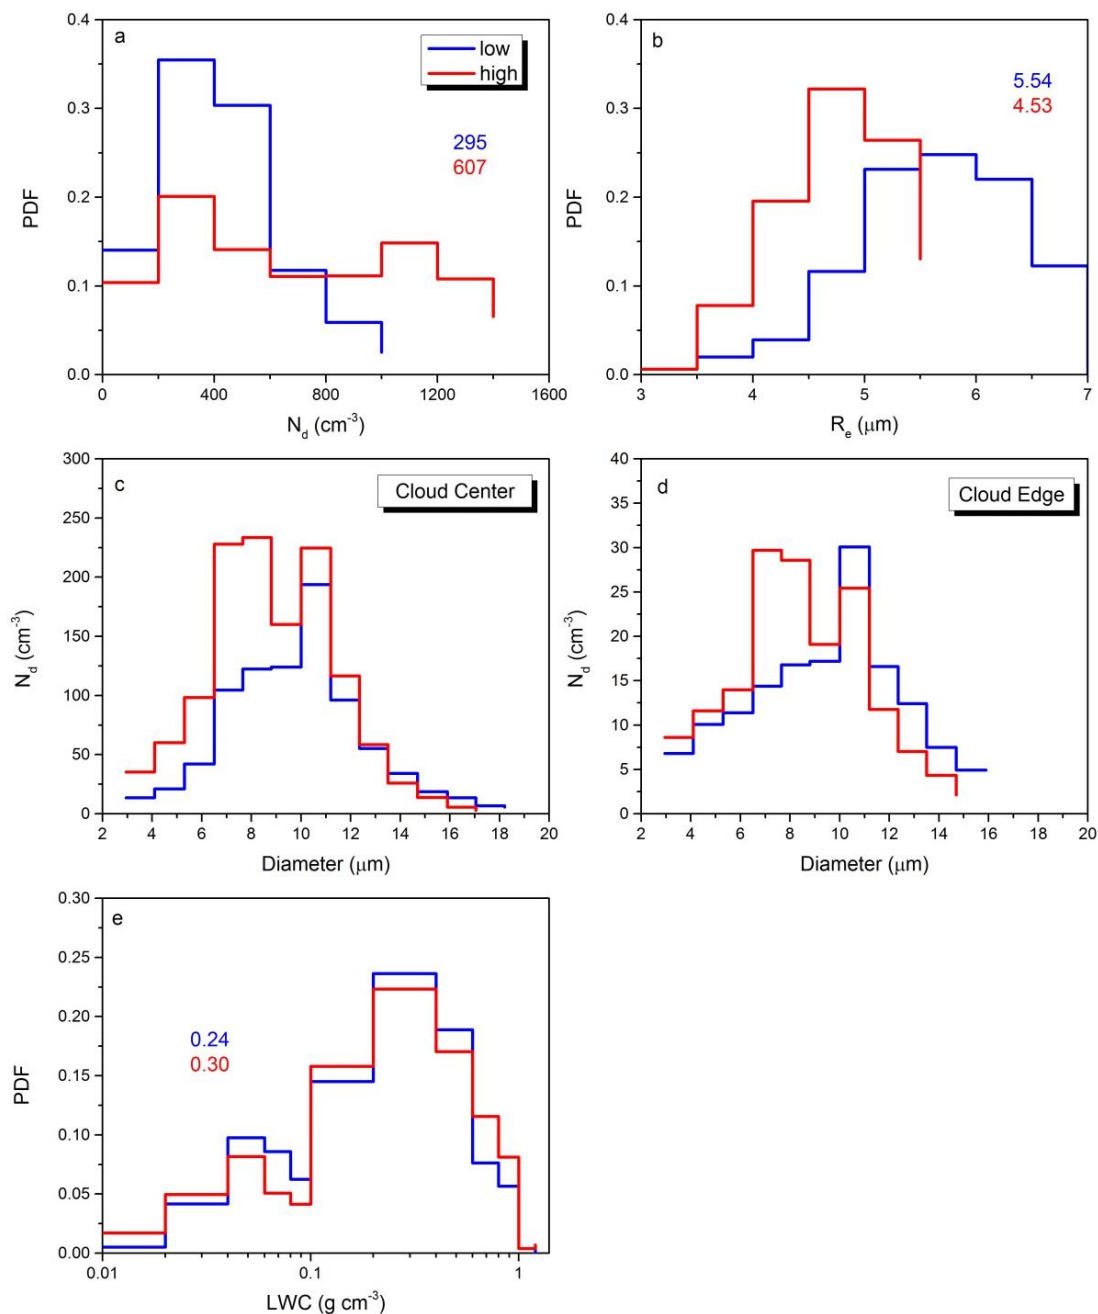 a
low
high
295
607
0.4
0.3
0.2
0.1
0.0
PDF
0 400 800 1200 1600
N_d (cm⁻³)
b
5.54
4.53
0.4
0.3
0.2
0.1
0.0
PDF
3 4 5 6 7
R_e (μm)
c
Cloud Center
300
250
200
150
100
50
0
N_d (cm⁻³)
2 4 6 8 10 12 14 16 18 20
Diameter (μm)
d
Cloud Edge
40
35
30
25
20
15
10
5
0
N_d (cm⁻³)
2 4 6 8 10 12 14 16 18 20
Diameter (μm)
e
0.24
0.30
0.30
0.25
0.20
0.15
0.10
0.05
0.00
PDF
0.01 0.1 1
LWC (g cm⁻³)